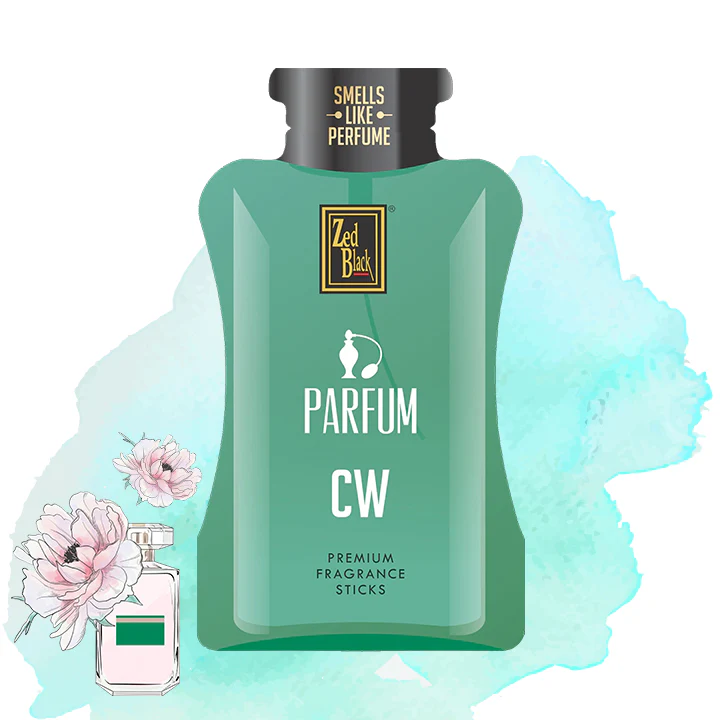 SMELLS
LIKE
PERFUME
Zed
Black
®
PARFUM
CW
PREMIUM
FRAGRANCE
STICKS